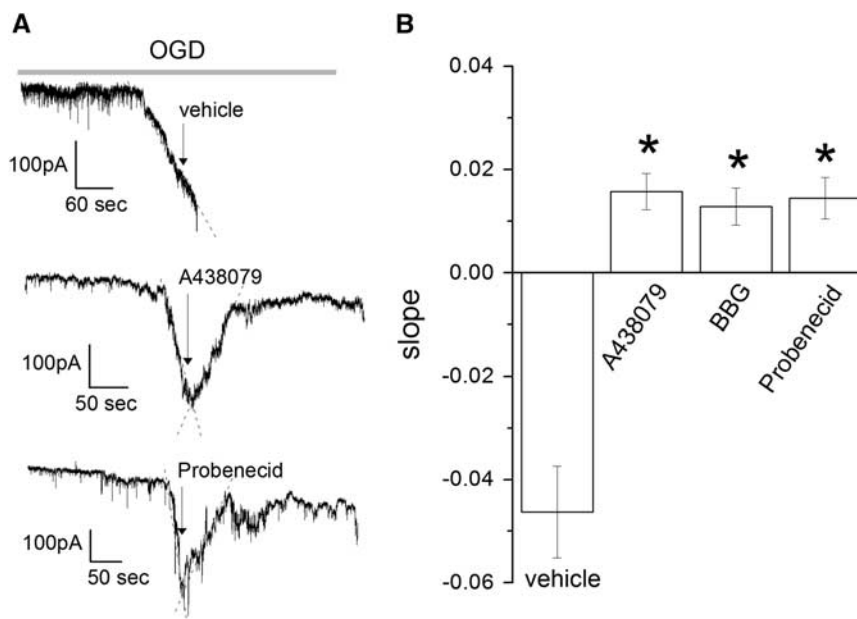 A
OGD
vehicle
100pA
60 sec
A438079
100pA
50 sec
Probenecid
100pA
50 sec
B
0.04
0.02
0.00
-0.02
-0.04
-0.06
slope
* * *
vehicle
A438079
BBG
Probenecid